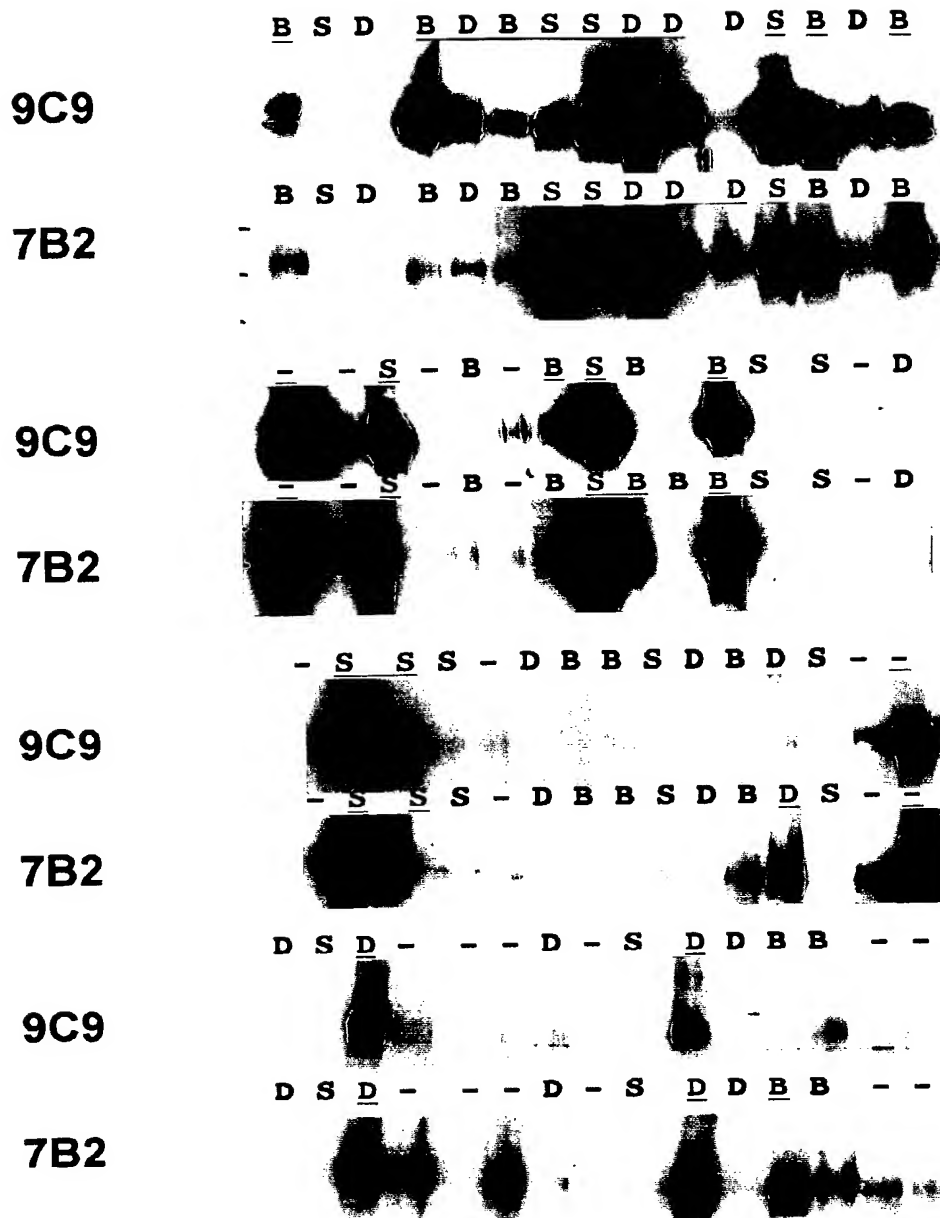 B S D B D B S S D D D S B D B
9C9
B S D B D B S S D D D S B D B
7B2
- - S - B - B S B B S S - D
9C9
- - S - B - B S B B B S S - D
7B2
- S S S - D B B S D B D S - -
9C9
- S S S - D B B S D B D S - -
7B2
D S D - - - D - S D D B B - -
9C9
D S D - - - D - S D D B B - -
7B2